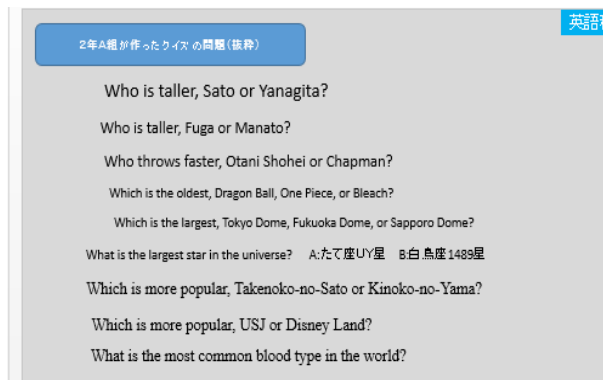 英語
2年A組が作ったクイズの問題(抜粋)
Who is taller, Sato or Yanagita?
Who is taller, Fuga or Manato?
Who throws faster, Otani Shohei or Chapman?
Which is the oldest, Dragon Ball, One Piece, or Bleach?
Which is the largest, Tokyo Dome, Fukuoka Dome, or Sapporo Dome?
What is the largest star in the universe? A:たて座UY星 B:白鳥座1489星
Which is more popular, Takenoko-no-Sato or Kinoko-no-Yama?
Which is more popular, USJ or Disney Land?
What is the most common blood type in the world?